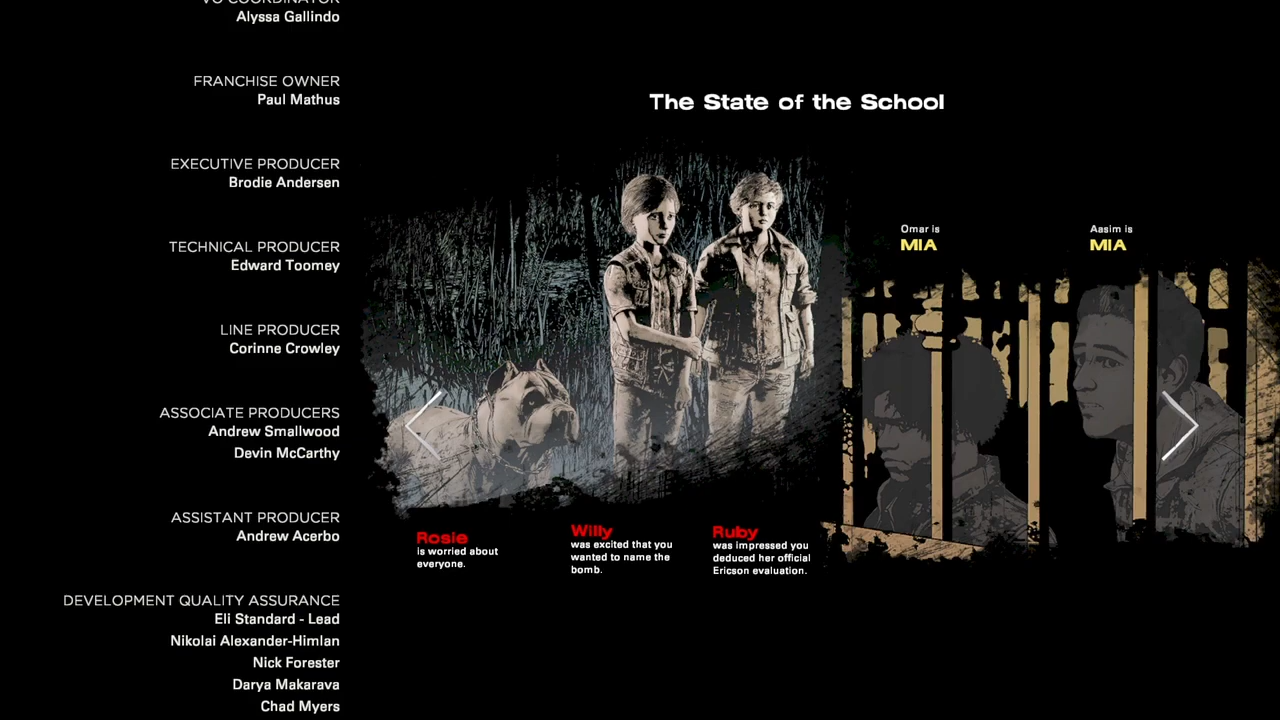 VO COORDINATOR
Alyssa Gallindo
FRANCHISE OWNER
Paul Mathus
EXECUTIVE PRODUCER
Brodie Andersen
TECHNICAL PRODUCER
Edward Toomey
LINE PRODUCER
Corinne Crowley
ASSOCIATE PRODUCERS
Andrew Smallwood
Devin McCarthy
ASSISTANT PRODUCER
Andrew Acerbo
DEVELOPMENT QUALITY ASSURANCE
Eli Standard - Lead
Nikolai Alexander-Himlan
Nick Forester
Darya Makarava
Chad Myers
The State of the School
Omar is
MIA
Aasim is
MIA
Rosie
is worried about
everyone.
Willy
was excited that you
wanted to name the
bomb.
Ruby
was impressed you
deduced her official
Ericson evaluation.